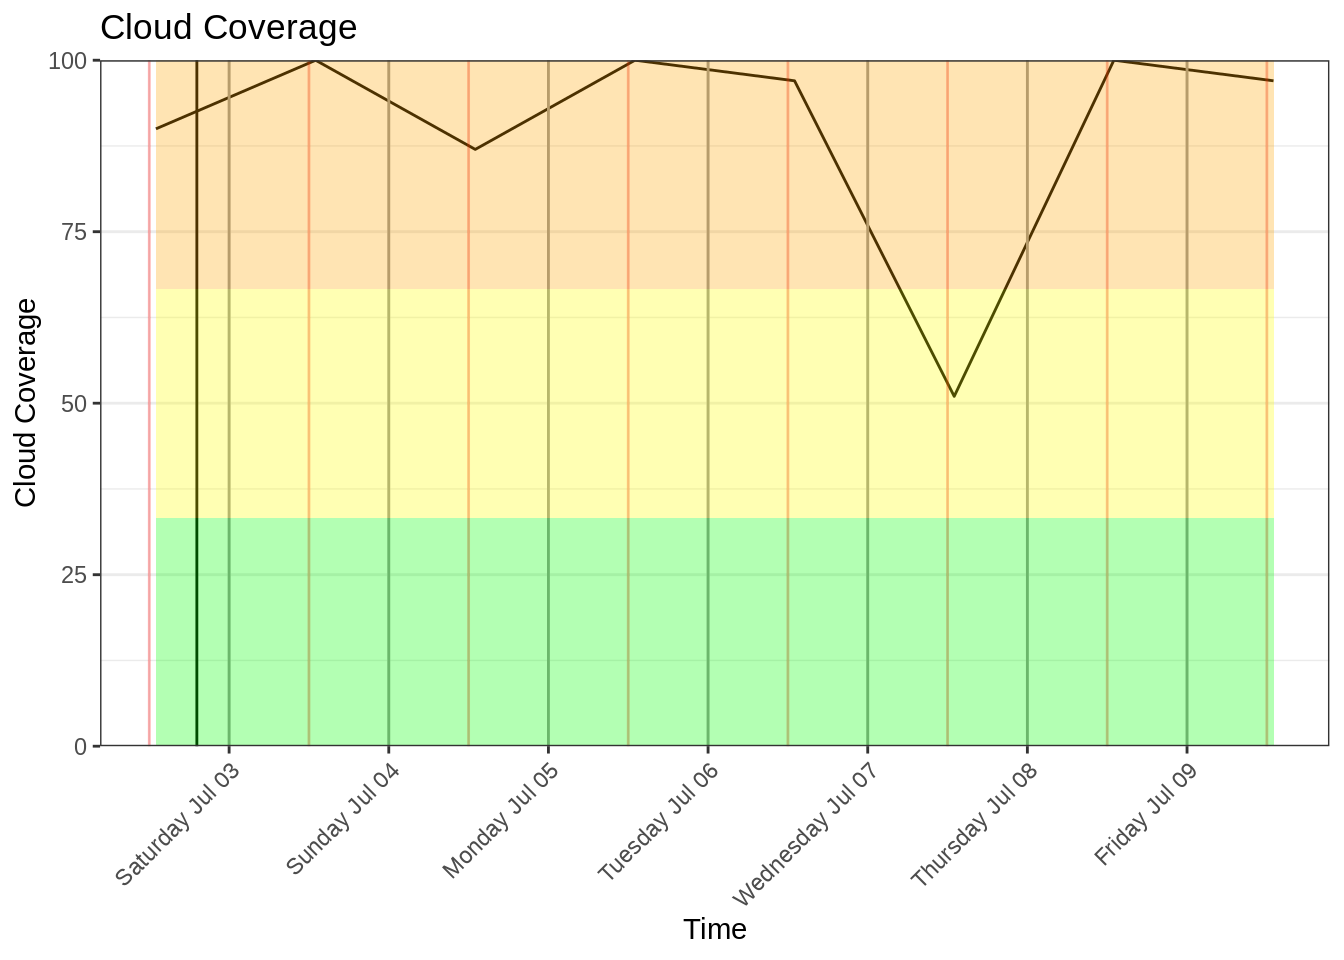 Cloud Coverage
100
75
50
25
0
Cloud Coverage
Saturday Jul 03
Sunday Jul 04
Monday Jul 05
Tuesday Jul 06
Wednesday Jul 07
Thursday Jul 08
Friday Jul 09
Time